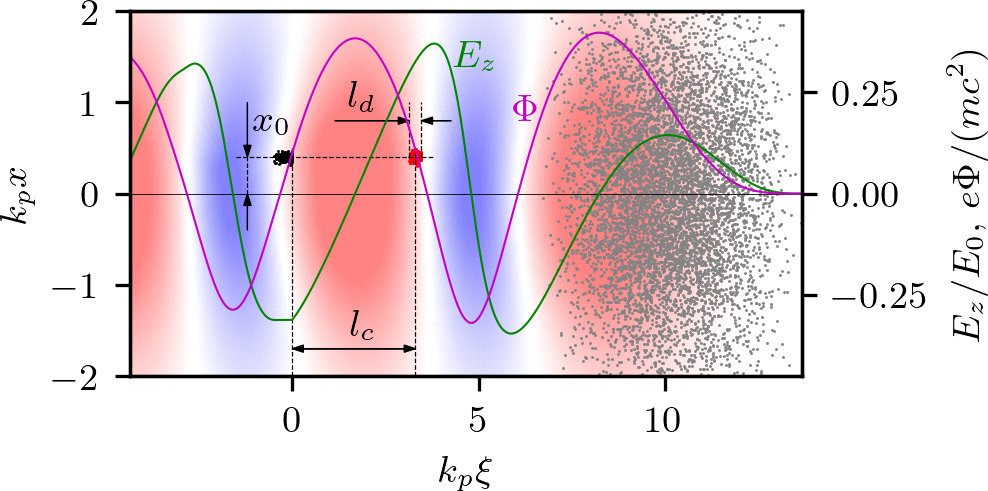 2
1
0
−1
−2
k_p x
E_z
Φ
l_d
x_0
l_c
0.25
0.00
−0.25
E_z/E_0, eΦ/(mc^2)
0
5
10
k_p ξ